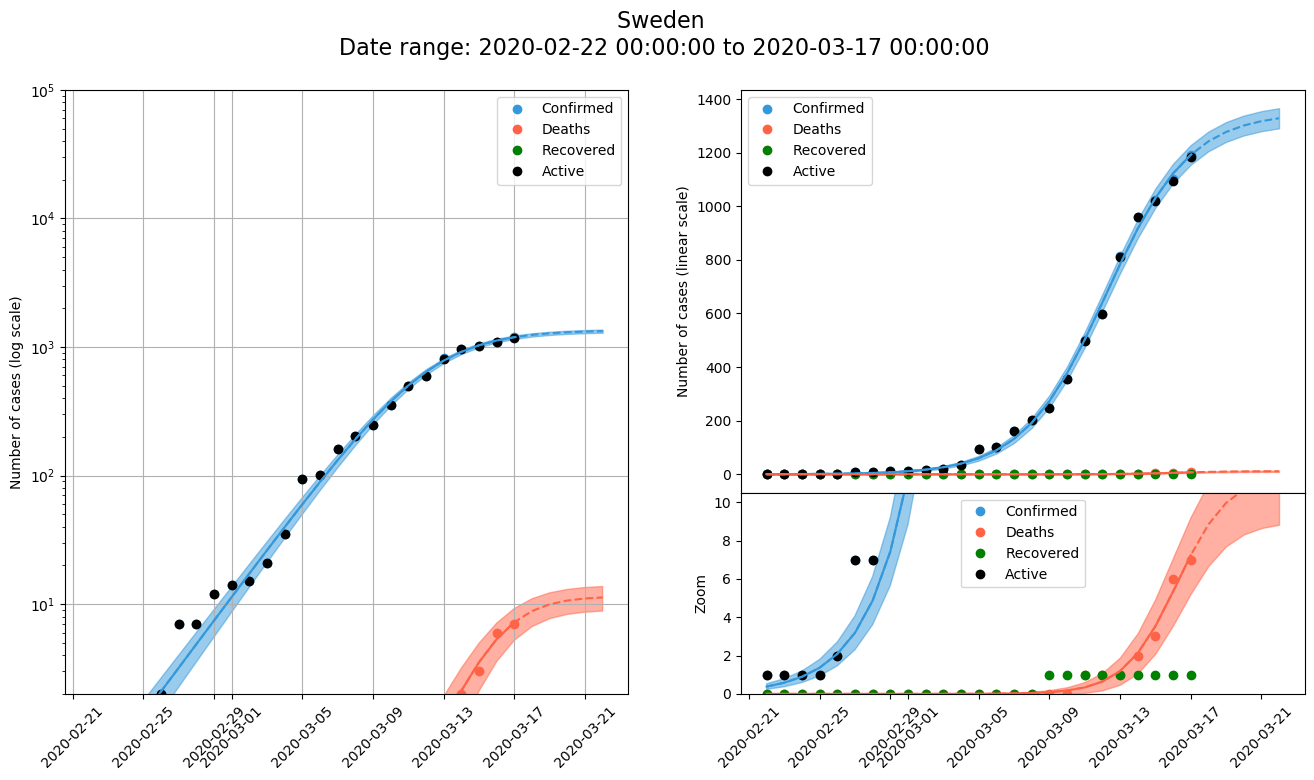 Sweden
Date range: 2020-02-22 00:00:00 to 2020-03-17 00:00:00
Number of cases (log scale)
10^5
10^4
10^3
10^2
10^1
Confirmed
Deaths
Recovered
Active
2020-02-21
2020-02-25
2020-02-29
2020-03-01
2020-03-05
2020-03-09
2020-03-13
2020-03-17
2020-03-21
Number of cases (linear scale)
1400
1200
1000
800
600
400
200
0
Confirmed
Deaths
Recovered
Active
Zoom
10
8
6
4
2
0
Confirmed
Deaths
Recovered
Active
2020-02-21
2020-02-25
2020-02-29
2020-03-01
2020-03-05
2020-03-09
2020-03-13
2020-03-17
2020-03-21